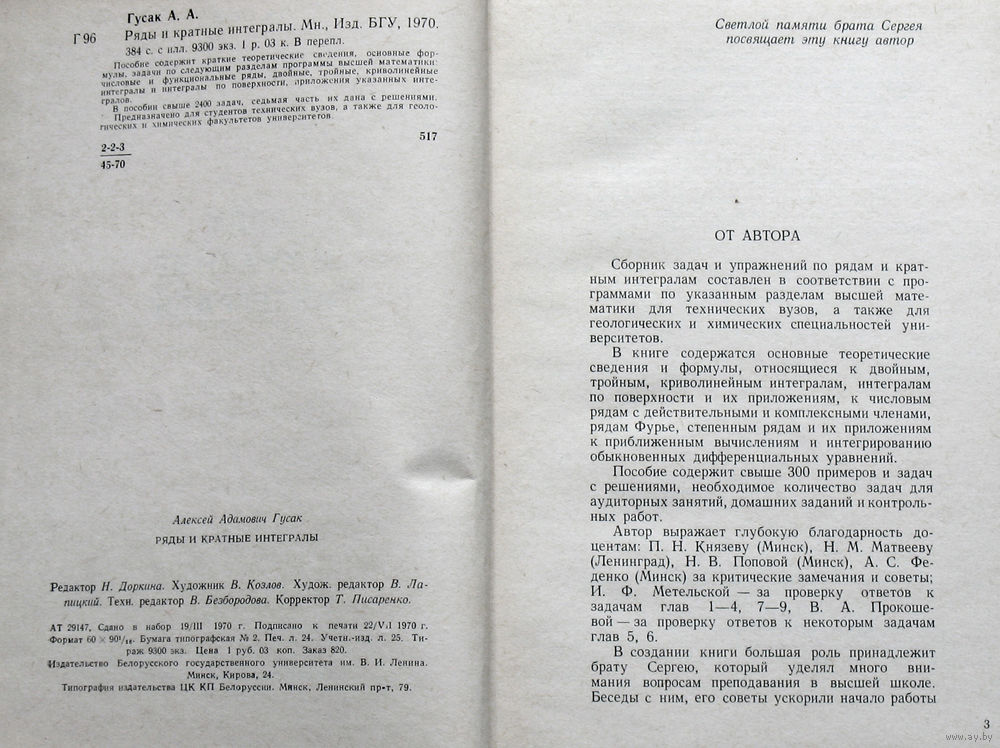 Гусак А. А.
Г 96 Ряды и кратные интегралы. Мн., Изд. БГУ, 1970.
384 с. с илл. 9300 экз. 1 р. 03 к. В перепл.
Пособие содержит краткие теоретические сведения, основные фор-
мулы, задачи по следующим разделам программы высшей математики:
числовые и функциональные ряды, двойные, тройные, криволинейные
интегралы и интегралы по поверхности, приложения указанных инте-
гралов.
В пособии свыше 2400 задач, седьмая часть их дана с решениями.
Предназначено для студентов технических вузов, а также для геоло-
гических и химических факультетов университетов.
517
2-2-3
45-70
Алексей Адамович Гусак
РЯДЫ И КРАТНЫЕ ИНТЕГРАЛЫ
Редактор Н. Доркина. Художник В. Козлов. Худож. редактор В. Ла-
пицкий. Техн. редактор В. Безбородова. Корректор Т. Писаренко.
АТ 29147. Сдано в набор 19/III 1970 г. Подписано к печати 22/VI 1970 г.
Формат 60 × 90¹/₁₆. Бумага типографская № 2. Печ. л. 24. Учетн.-изд. л. 25. Ти-
раж 9300 экз. Цена 1 руб. 03 коп. Заказ 820.
Издательство Белорусского государственного университета им. В. И. Ленина.
Минск, Кирова, 24.
Типография издательства ЦК КП Белоруссии. Минск, Ленинский пр-т, 79.
Светлой памяти брата Сергея
посвящает эту книгу автор
ОТ АВТОРА
Сборник задач и упражнений по рядам и крат-
ным интегралам составлен в соответствии с про-
граммами по указанным разделам высшей мате-
матики для технических вузов, а также для
геологических и химических специальностей уни-
верситетов.
В книге содержатся основные теоретические
сведения и формулы, относящиеся к двойным,
тройным, криволинейным интегралам, интегралам
по поверхности и их приложениям, к числовым
рядам с действительными и комплексными членами,
рядам Фурье, степенным рядам и их приложениям
к приближенным вычислениям и интегрированию
обыкновенных дифференциальных уравнений.
Пособие содержит свыше 300 примеров и задач
с решениями, необходимое количество задач для
аудиторных занятий, домашних заданий и контроль-
ных работ.
Автор выражает глубокую благодарность до-
центам: П. Н. Князеву (Минск), Н. М. Матвееву
(Ленинград), Н. В. Поповой (Минск), А. С. Фе-
денко (Минск) за критические замечания и советы;
И. Ф. Метельской — за проверку ответов к
задачам глав 1—4, 7—9, В. А. Прокоше-
вой — за проверку ответов к некоторым задачам
глав 5, 6.
В создании книги большая роль принадлежит
брату Сергею, который уделял много вни-
мания вопросам преподавания в высшей школе.
Беседы с ним, его советы ускорили начало работы
3
www.ay.by